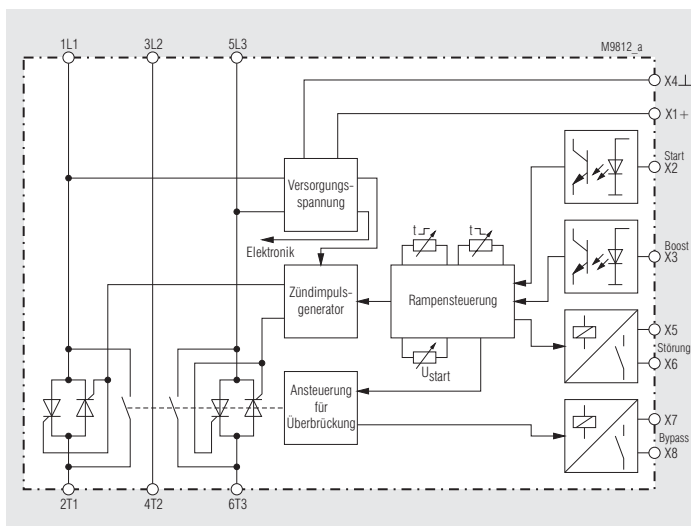 1L1
3L2
5L3
M9812_a
X4⊥
X1+
Start
X2
Versorgungs-
spannung
Boost
X3
Elektronik
t
t
Zündimpuls-
generator
Rampensteuerung
X5
Störung
X6
Ustart
Ansteuerung
für
Überbrückung
X7
Bypass
X8
2T1
4T2
6T3